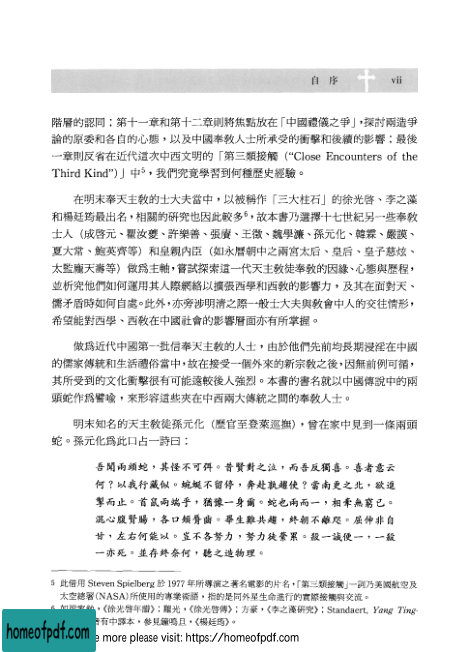 自 序 vii
階層的認同；第十一章和第十二章則將焦點放在「中國禮儀之爭」，探討兩造爭
論的原委和各自的心態，以及中國奉教人士所承受的衝擊和後續的影響；最後
一章則反省在近代這次中西文明的「第三類接觸（“Close Encounters of the
Third Kind”）」中5，我們究竟學習到何種歷史經驗。
在明末奉天主教的士大夫當中，以被稱作「三大柱石」的徐光啓、李之藻
和楊廷筠最出名，相關的研究也因此較多6，故本書乃選擇十七世紀另一些奉教
士人（成啓元、瞿汝夔、許樂善、張賡、王徵、魏學濂、孫元化、韓霖、嚴謨、
夏大常、鮑英齊等）和皇親內臣（如永曆朝中之兩宮太后、皇后、皇子慈炫、
太監龐天壽等）做爲主軸，嘗試探索這一代天主教徒奉教的因緣、心態與歷程，
並析究他們如何運用其人際網絡以擴張西學和西教的影響力，及其在面對天、
儒矛盾時如何自處。此外，亦旁涉明清之際一般士大夫與教會中人的交往情形，
希望能對西學、西教在中國社會的影響層面亦有所掌握。
做爲近代中國第一批信奉天主教的人士，由於他們先前均長期浸淫在中國
的儒家傳統和生活禮俗當中，故在接受一個外來的新宗教之後，因無前例可循，
其所受到的文化衝擊很有可能遠較後人強烈。本書的書名就以中國傳說中的兩
頭蛇作爲譬喻，來形容這些夾在中西兩大傳統之間的奉教人士。
明末知名的天主教徒孫元化（歷官至登萊巡撫），曾在家中見到一條兩頭
蛇。孫元化爲此口占一詩曰：
吾聞兩頭蛇，其怪不可弭。昔賢對之泣，而吾反獨喜。喜者意云
何？以我行藏似。蜿蜒不留停，奔赴孰趨使？當南更之北，欲進
掣而止。首鼠兩端乎，猶豫一身爾。蛇也兩而一，相牽無窮已。
混心腹腎腸，各口頰脣齒。畢生難共趨，終朝不離咫。屈伸非自
甘，左右何能以。豈不各努力，努力徒縈累。殺一誠便一，一殺
一亦死。並存終奈何，聽之造物理。
5 此借用 Steven Spielberg 於 1977 年所導演之著名電影的片名，「第三類接觸」一詞乃美國航空及
太空總署(NASA)所使用的專業術語，指的是同外星生命進行的實際接觸與交流。
《徐光啓年譜》；羅光，《徐光啓傳》；方豪，《李之藻研究》；Standaert, Yang Ting-
有中譯本，參見鐘鳴旦，《楊廷筠》。
homeofpdf.com
e more please visit: https://homeofpdf.com